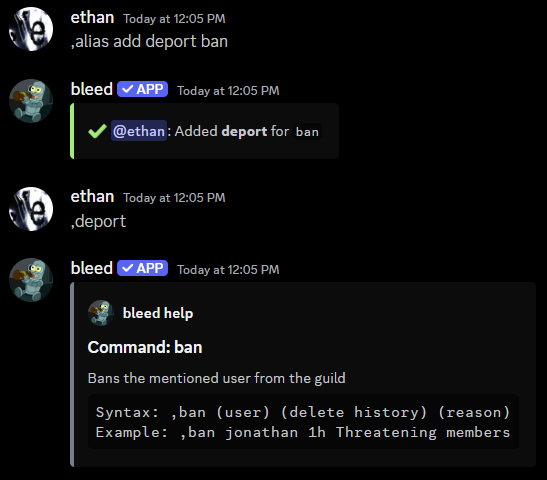 ethan Today at 12:05 PM
,alias add deport ban
bleed ✓ APP Today at 12:05 PM
@ethan: Added deport for ban
ethan Today at 12:05 PM
,deport
bleed ✓ APP Today at 12:05 PM
bleed help
Command: ban
Bans the mentioned user from the guild
Syntax: ,ban (user) (delete history) (reason)
Example: ,ban jonathan 1h Threatening members